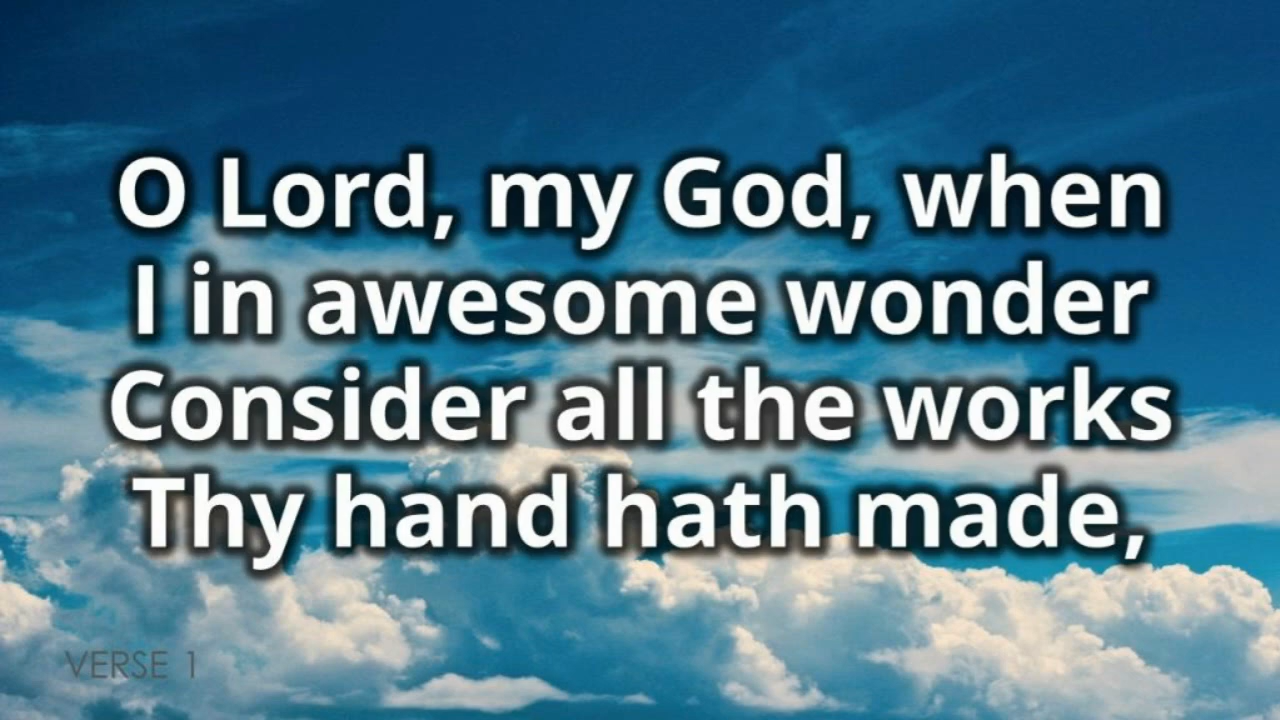 O Lord, my God, when
I in awesome wonder
Consider all the works
Thy hand hath made,
VERSE 1